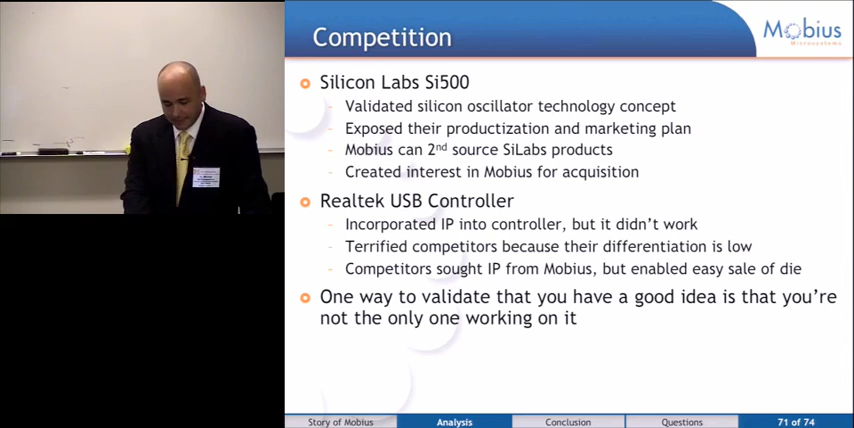 Competition
Mobius
Microsystems
Silicon Labs Si500
- Validated silicon oscillator technology concept
- Exposed their productization and marketing plan
- Mobius can 2nd source SiLabs products
- Created interest in Mobius for acquisition
Realtek USB Controller
- Incorporated IP into controller, but it didn't work
- Terrified competitors because their differentiation is low
- Competitors sought IP from Mobius, but enabled easy sale of die
One way to validate that you have a good idea is that you're
not the only one working on it
Story of Mobius
Analysis
Conclusion
Questions
71 of 74